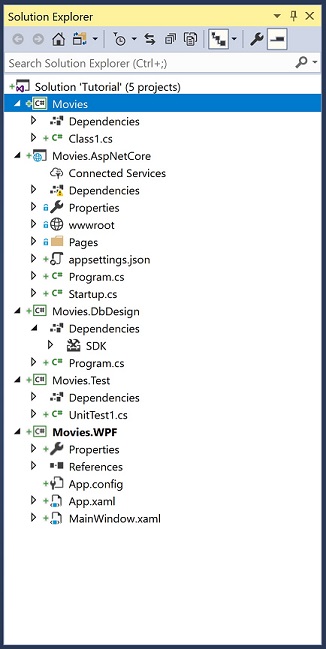 Solution Explorer
Search Solution Explorer (Ctrl+;)
Solution 'Tutorial' (5 projects)
C# Movies
Dependencies
C# Class1.cs
Movies.AspNetCore
Connected Services
Dependencies
Properties
wwwroot
Pages
appsettings.json
C# Program.cs
C# Startup.cs
C# Movies.DbDesign
Dependencies
SDK
C# Program.cs
C# Movies.Test
Dependencies
C# UnitTest1.cs
C# Movies.WPF
Properties
References
App.config
App.xaml
MainWindow.xaml